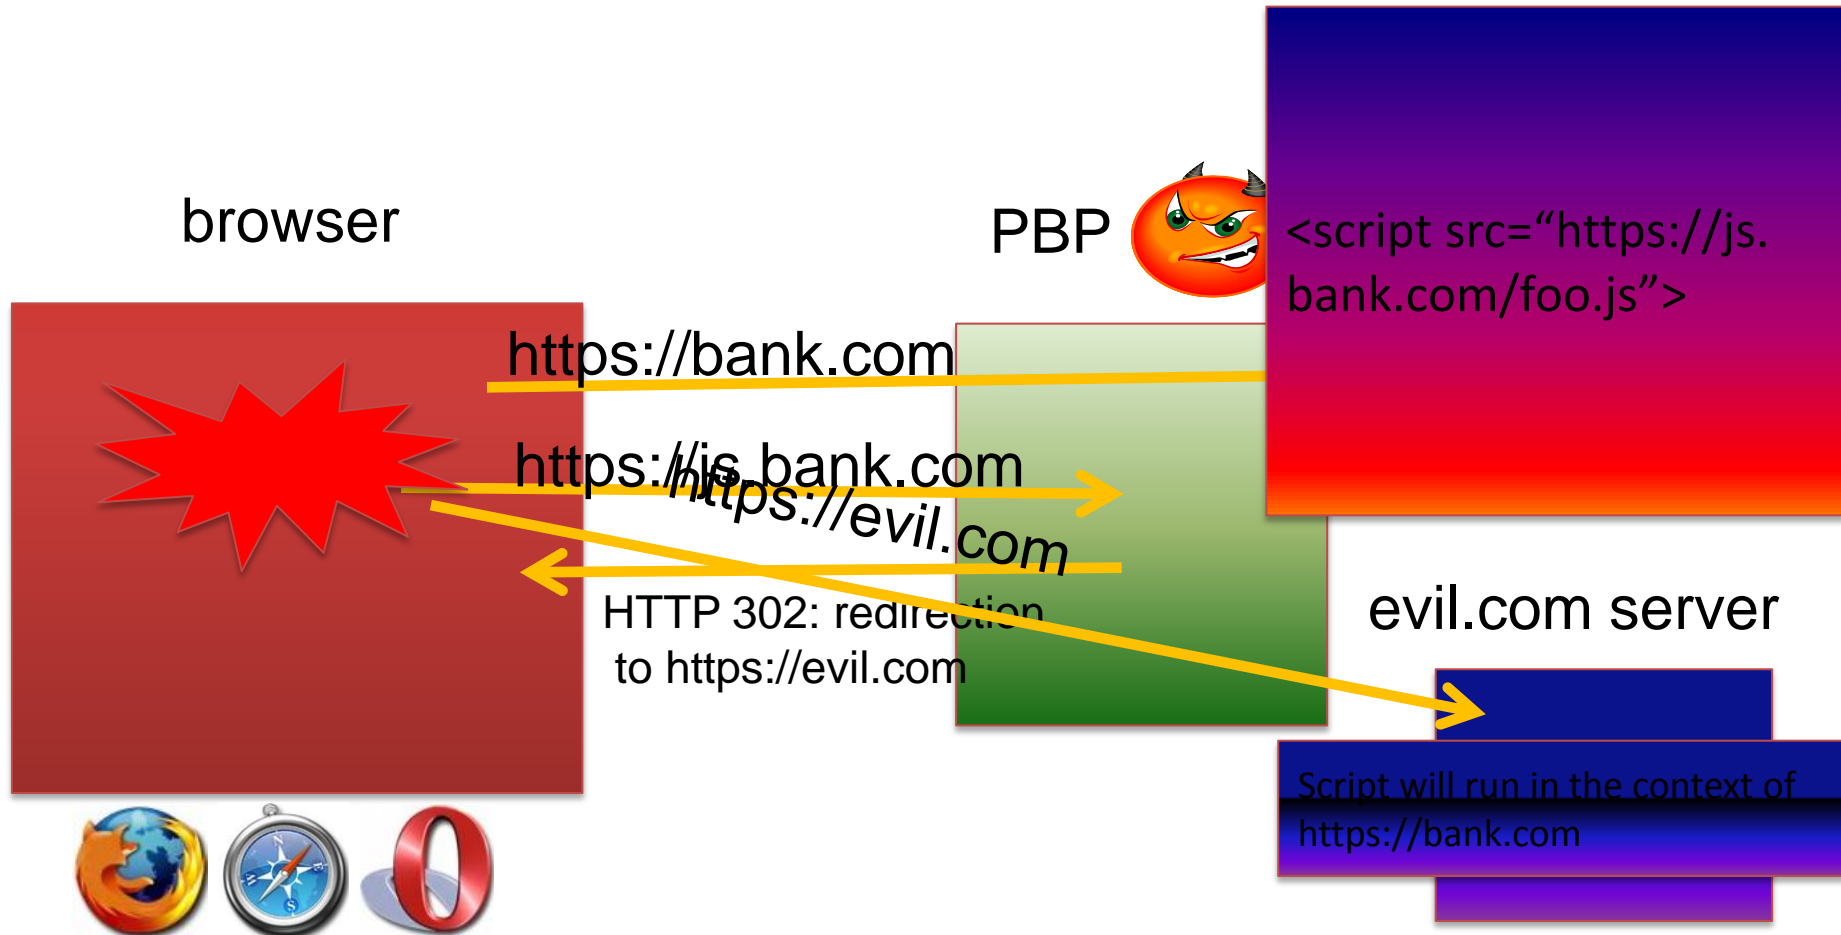 browser
PBP
<script src=“https://js.
bank.com/foo.js”>
https://bank.com
https://js.bank.com
https://evil.com
HTTP 302: redirection
to https://evil.com
evil.com server
Script will run in the context of
https://bank.com